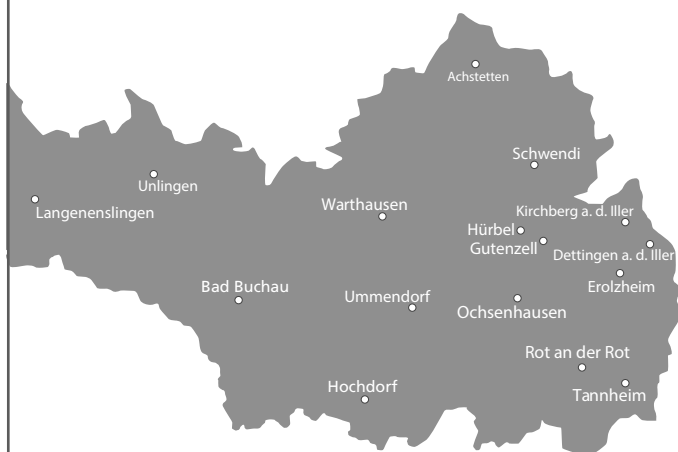 Achstetten
Schwendi
Unlingen
Langenenslingen
Warthausen
Kirchberg a. d. Iller
Hürbel
Gutenzell
Dettingen a. d. Iller
Erolzheim
Bad Buchau
Ummendorf
Ochsenhausen
Rot an der Rot
Hochdorf
Tannheim